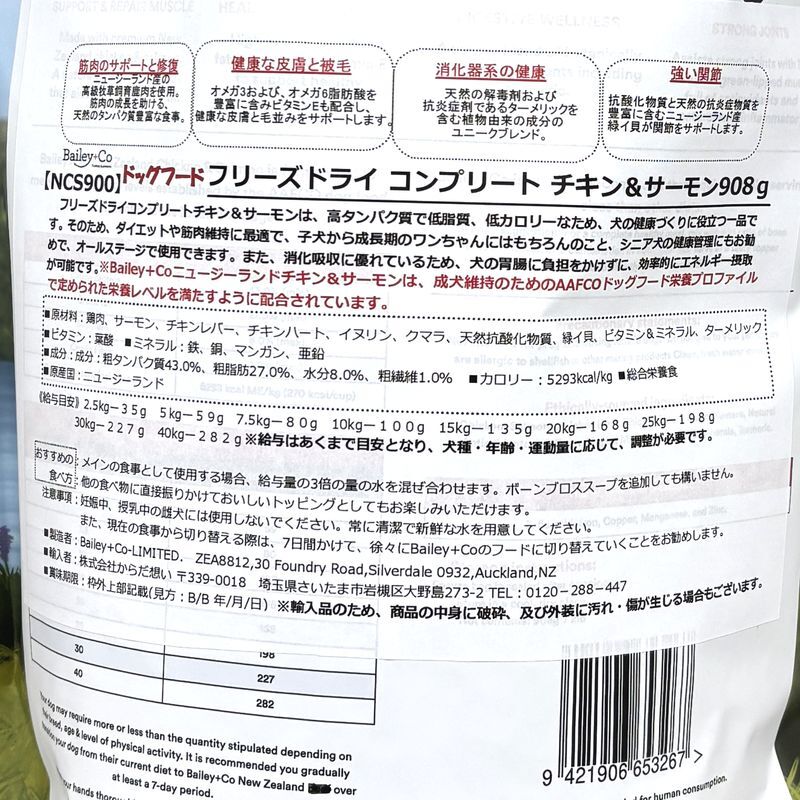 SUPPORT & REPAIR MUSCLE
STRONG JOINTS
筋肉のサポートと修復
ニュージーランド産の
高級牧草飼育鹿肉を使用。
筋肉の成長を助ける、
天然のタンパク質豊富な食事。
健康な皮膚と被毛
オメガ3および、オメガ6脂肪酸を
豊富に含みビタミンEも配合し、
健康な皮膚と毛並みをサポートします。
消化器系の健康
天然の解毒剤および
抗炎症剤であるターメリックを
含む植物由来の成分の
ユニークブレンド。
強い関節
抗酸化物質と天然の抗炎症物質を
豊富に含むニュージーランド産
緑イ貝が関節をサポートします。
Bailey+Co
【NCS900】ドッグフード フリーズドライ コンプリート チキン＆サーモン908g
フリーズドライコンプリートチキン＆サーモンは、高タンパク質で低脂質、低カロリーなため、犬の健康づくりに役立つ一品で
す。そのため、ダイエットや筋肉維持に最適で、子犬から成長期のワンちゃんにはもちろんのこと、シニア犬の健康管理にもお勧
めで、オールステージで使用できます。また、消化吸収に優れているため、犬の胃腸に負担をかけずに、効率的にエネルギー摂取
が可能です。※Bailey+Coニュージーランドチキン＆サーモンは、成犬維持のためのAAFCOドッグフード栄養プロファイル
で定められた栄養レベルを満たすように配合されています。
■原材料：鶏肉、サーモン、チキンレバー、チキンハート、イヌリン、クマラ、天然抗酸化物質、緑イ貝、ビタミン＆ミネラル、ターメリック
■ビタミン：葉酸 ■ミネラル：鉄、銅、マンガン、亜鉛
■成分：成分：粗タンパク質43.0%、粗脂肪27.0%、水分8.0%、粗繊維1.0% ■カロリー：5293kcal/kg ■総合栄養食
■原産国：ニュージーランド
《給与目安》2.5kg－35g 5kg－59g 7.5kg－80g 10kg－100g 15kg－135g 20kg－168g 25kg－198g
30kg－227g 40kg－282g ※給与はあくまで目安となり、犬種・年齢・運動量に応じて、調整が必要です。
おすすめの
食べ方
：メインの食事として使用する場合、給与量の3倍の量の水を混ぜ合わせます。ボーンブロススープを追加しても構いません。
：他の食べ物に直接振りかけておいしいトッピングとしてもお楽しみいただけます。
注意事項：妊娠中、授乳中の雌犬には使用しないでください。常に清潔で新鮮な水を用意してください。
また、現在の食事から切り替える際は、7日間かけて、徐々にBailey+Coのフードに切り替えていくことをお勧めします。
■製造者：Bailey+Co-LIMITED、 ZEA8812,30 Foundry Road,Silverdale 0932,Auckland,NZ
■輸入者：株式会社からだ想い 〒339-0018 埼玉県さいたま市岩槻区大野島273-2 TEL：0120－288－447
■賞味期限：枠外上部記載(見方：B/B 年/月/日) ※輸入品のため、商品の中身に破砕、及び外装に汚れ・傷が生じる場合もございます。
198
30 227
40 282
dog may require more or less than the quantity stipulated depending on
breed, age & level of physical activity. It is recommended you gradually
your dog from their current diet to Bailey+Co New Zealand over
at least a 7-day period.
your hands
9 421906 653267 >
for human consumption.